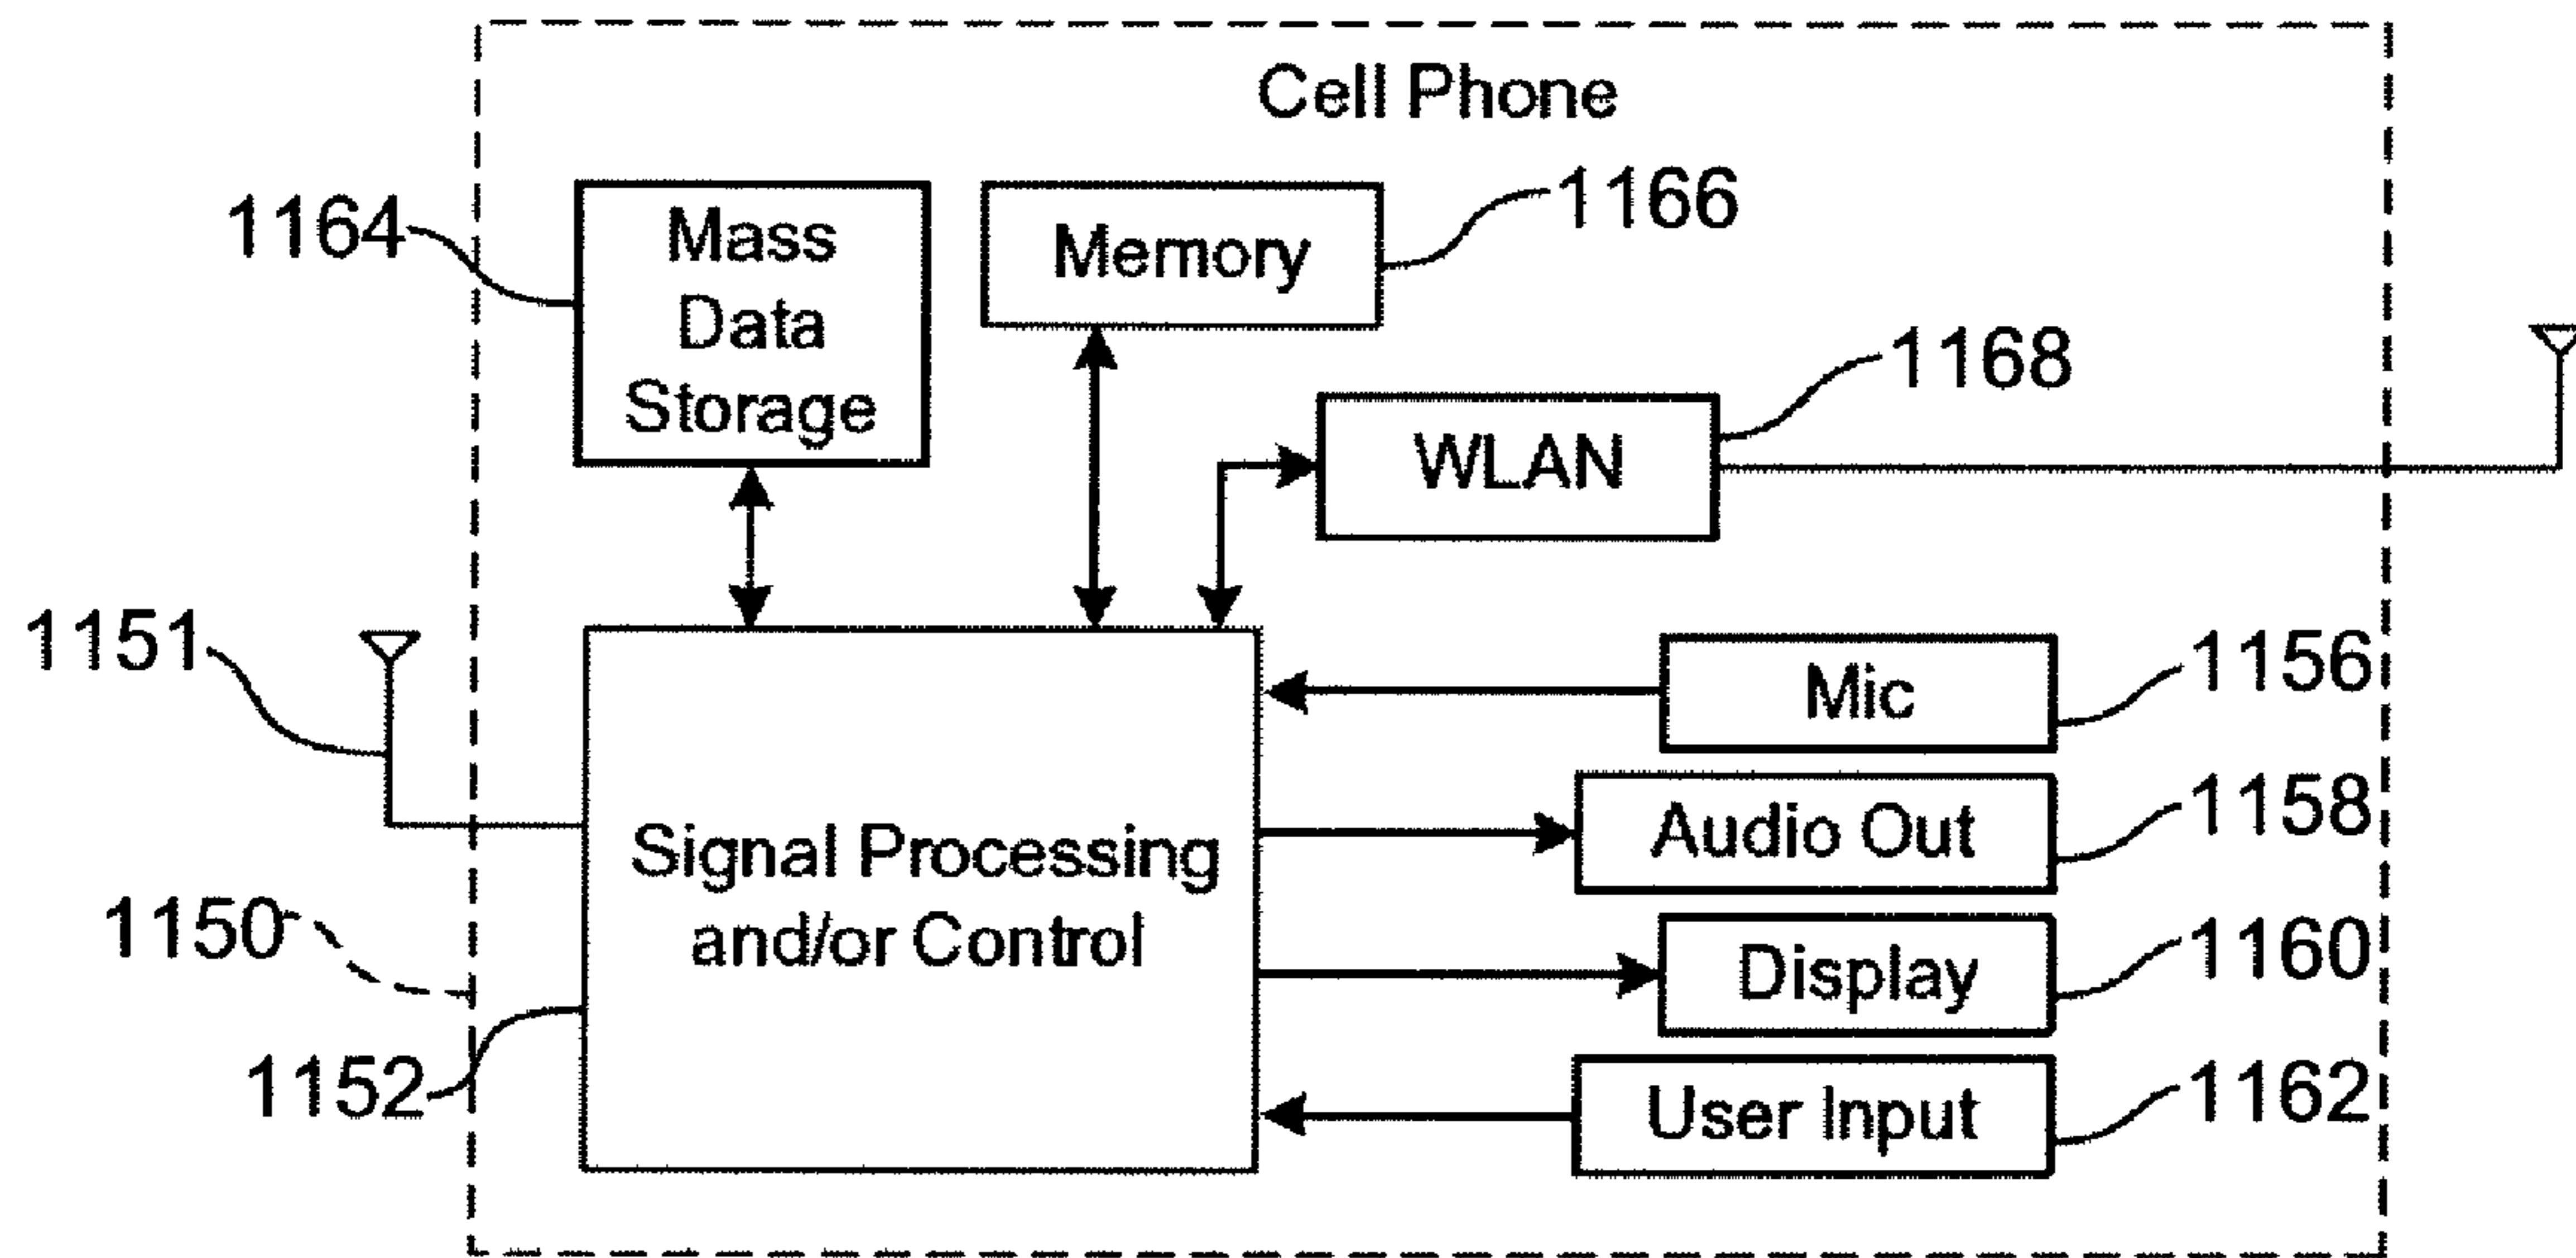 Cell Phone
1164
Mass
Data
Storage
Memory
1166
WLAN
1168
1151
Mic
1156
Audio Out
1158
Signal Processing
and/or Control
1150
Display
1160
1152
User Input
1162